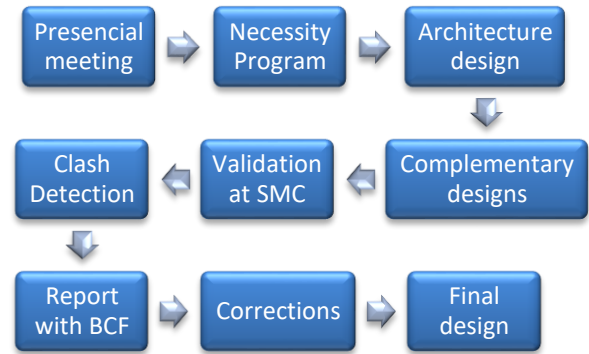 Presencial
meeting
Necessity
Program
Architecture
design
Clash
Detection
Validation
at SMC
Complementary
designs
Report
with BCF
Corrections
Final
design